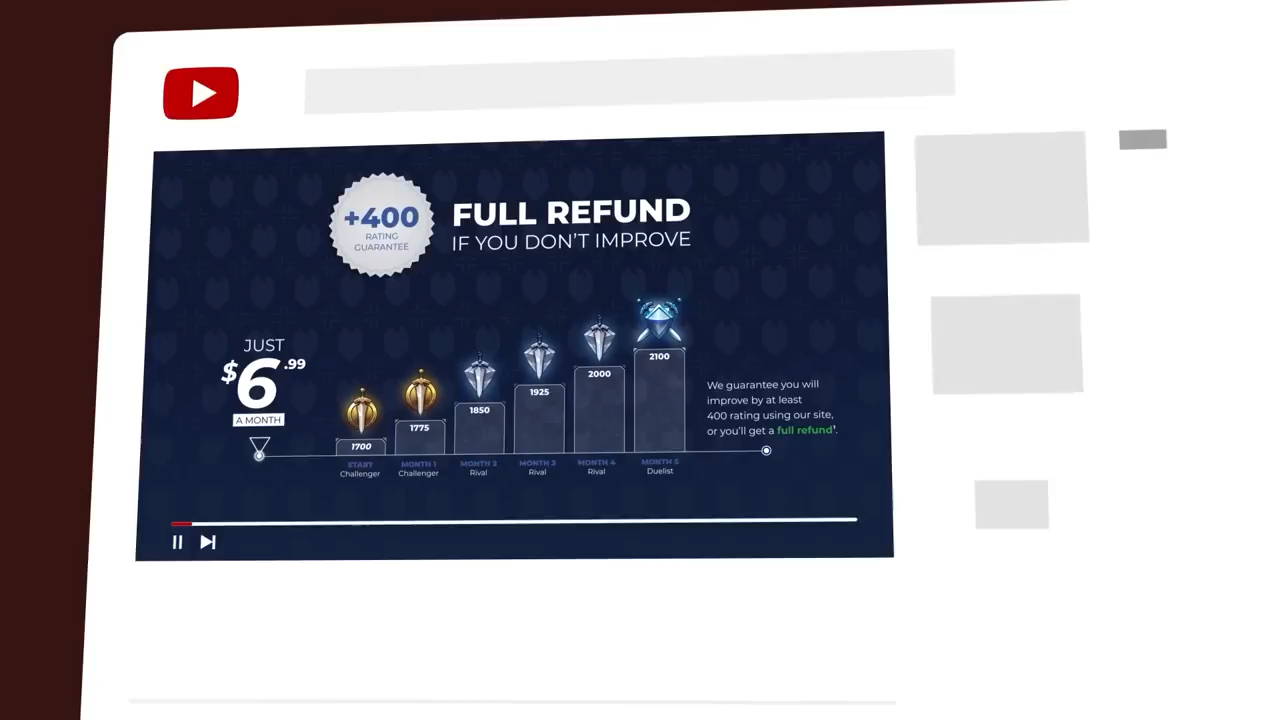 +400
RATING
GUARANTEE
FULL REFUND
IF YOU DON'T IMPROVE
JUST
$6.99
A MONTH
1700
1775
1850
1925
2000
2100
START
Challenger
MONTH 1
Challenger
MONTH 2
Rival
MONTH 3
Rival
MONTH 4
Rival
MONTH 5
Duelist
We guarantee you will
improve by at least
400 rating using our site,
or you'll get a full refund¹.